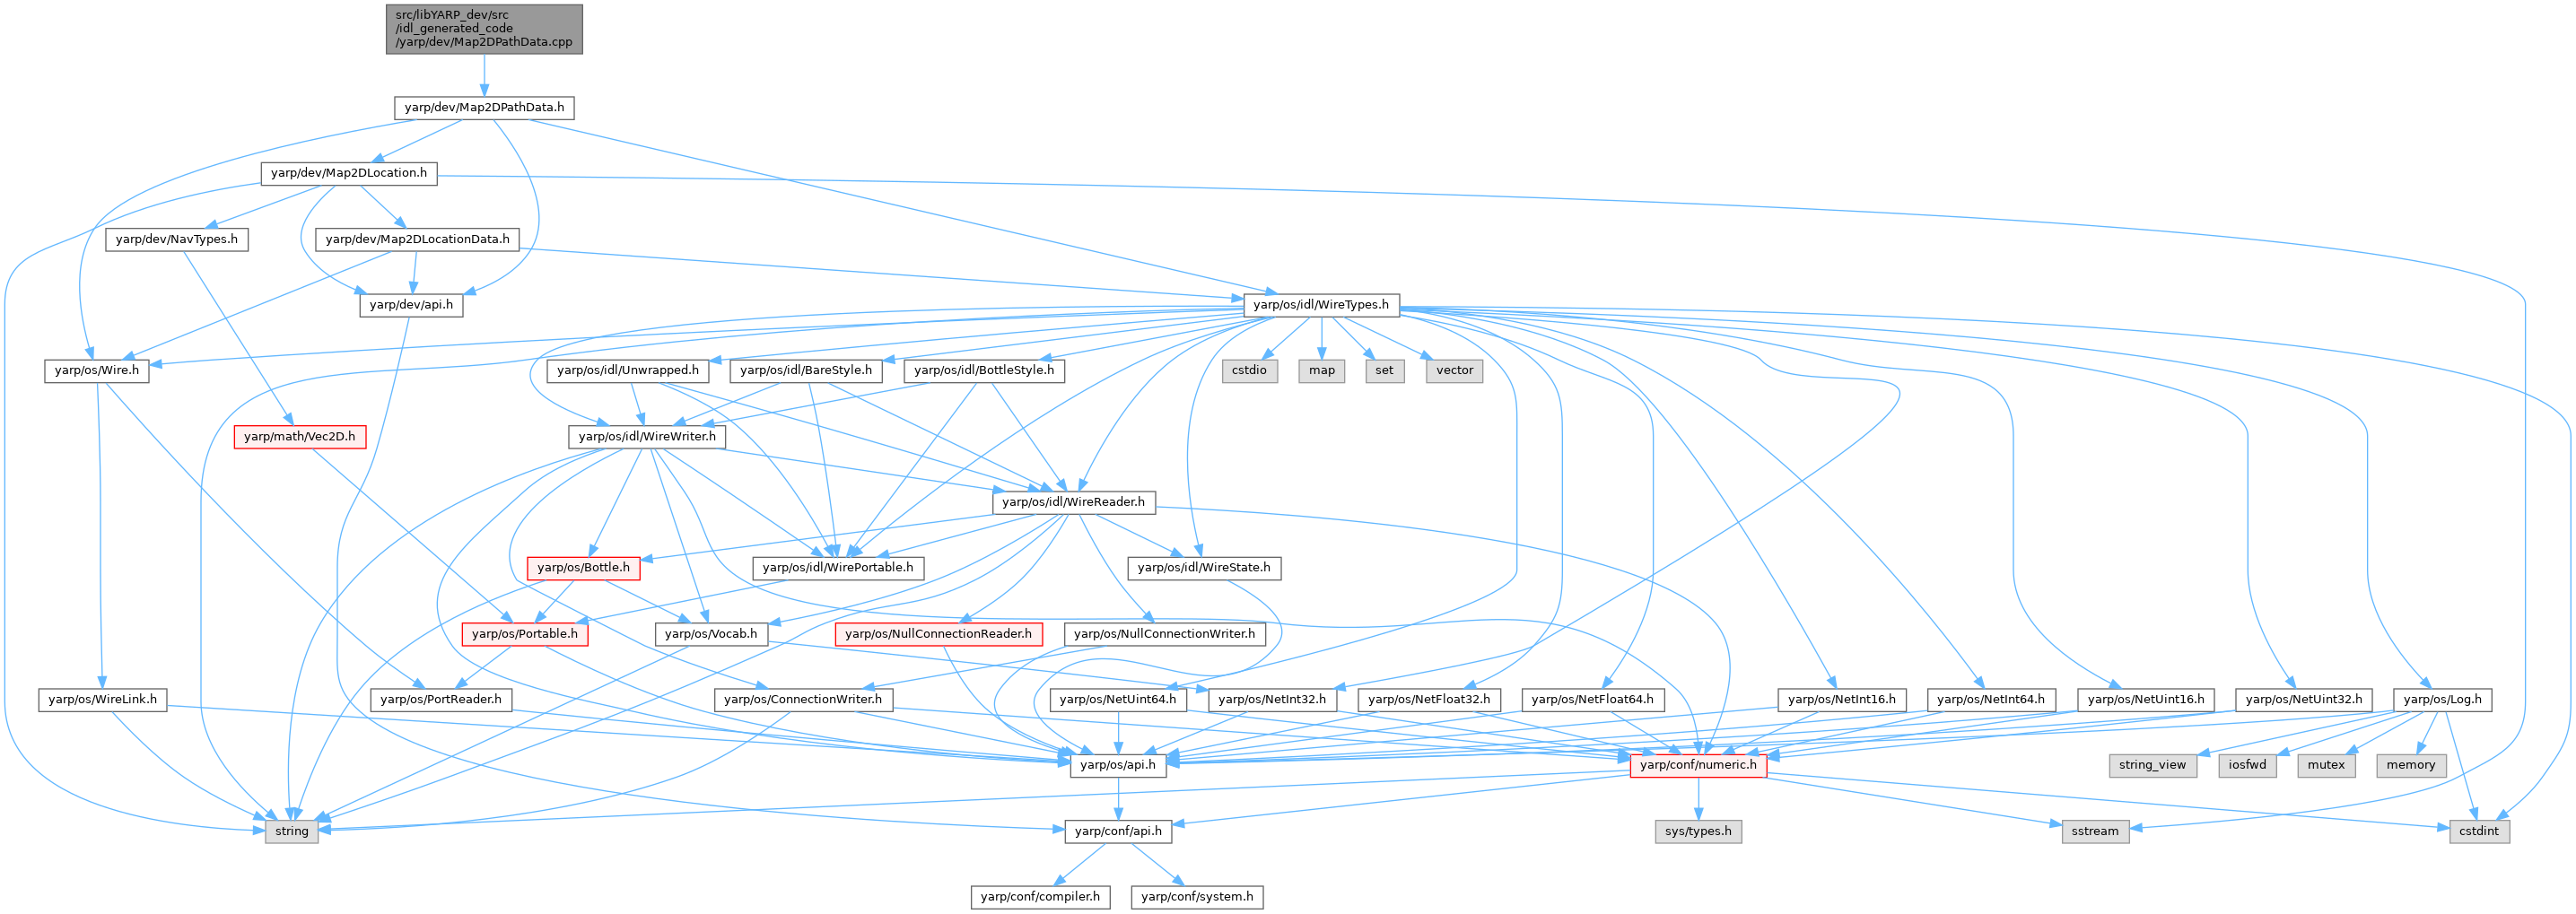 src/libYARP_dev/src
/idl_generated_code
/yarp/dev/Map2DPathData.cpp
yarp/dev/Map2DPathData.h
yarp/dev/Map2DLocation.h
yarp/dev/NavTypes.h
yarp/dev/Map2DLocationData.h
yarp/dev/api.h
yarp/os/idl/WireTypes.h
yarp/os/Wire.h
yarp/os/idl/Unwrapped.h
yarp/os/idl/BareStyle.h
yarp/os/idl/BottleStyle.h
cstdio
map
set
vector
yarp/math/Vec2D.h
yarp/os/idl/WireWriter.h
yarp/os/idl/WireReader.h
yarp/os/Bottle.h
yarp/os/idl/WirePortable.h
yarp/os/idl/WireState.h
yarp/os/Portable.h
yarp/os/Vocab.h
yarp/os/NullConnectionReader.h
yarp/os/NullConnectionWriter.h
yarp/os/WireLink.h
yarp/os/PortReader.h
yarp/os/ConnectionWriter.h
yarp/os/NetUint64.h
yarp/os/NetInt32.h
yarp/os/NetFloat32.h
yarp/os/NetFloat64.h
yarp/os/NetInt16.h
yarp/os/NetInt64.h
yarp/os/NetUint16.h
yarp/os/NetUint32.h
yarp/os/Log.h
yarp/os/api.h
yarp/conf/numeric.h
string_view
iosfwd
mutex
memory
string
yarp/conf/api.h
sys/types.h
sstream
cstdint
yarp/conf/compiler.h
yarp/conf/system.h